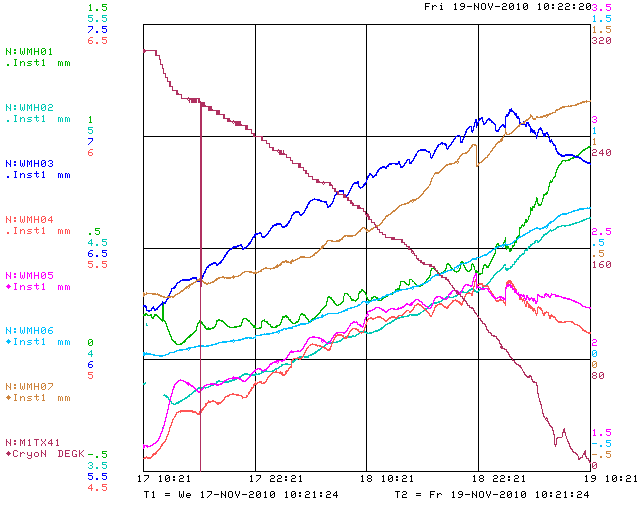 Fri 19-NOV-2010 10:22:20
1.5 3.5
5.5 1.5
7.5 1.5
6.5 320
N:WMH01
.Inst1 mm
N:WMH02
.Inst1 mm
1 3
5 1
7 1
6 240
N:WMH03
.Inst1 mm
N:WMH04
.Inst1 mm
.5 2.5
4.5 .5
6.5 .5
5.5 160
N:WMH05
◆Inst1 mm
N:WMH06
◆Inst1 mm
0 2
4 0
6 0
5 80
N:WMH07
◆Inst1 mm
N:M1TX41
◆CryoN DEGK
-.5 1.5
3.5 -.5
5.5 -.5
4.5 0
17 10:21 17 22:21 18 10:21 18 22:21 19 10:21
T1 = We 17-NOV-2010 10:21:24 T2 = Fr 19-NOV-2010 10:21:24